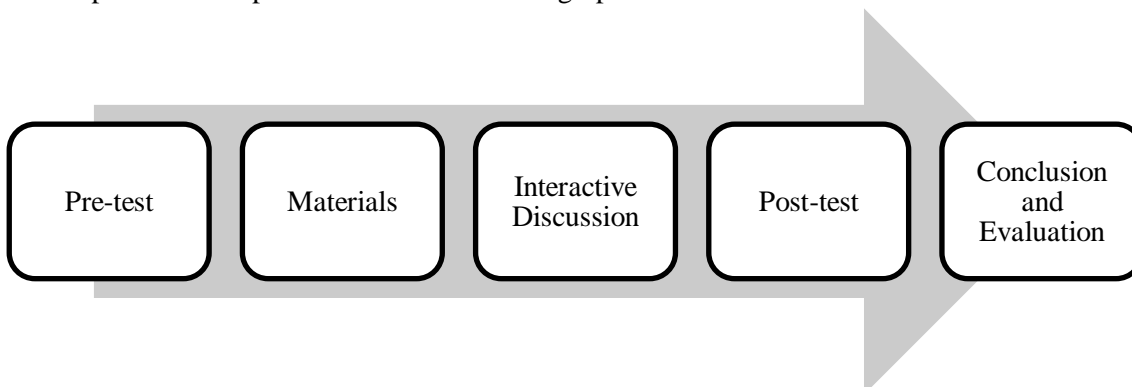 Pre-test
Materials
Interactive
Discussion
Post-test
Conclusion
and
Evaluation